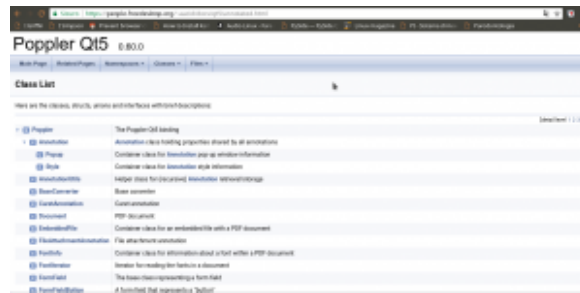 Poppler Qt5 0.60.0
Main Page Related Pages Namespaces Classes Files
Class List
Here are the classes, structs, unions and interfaces with brief descriptions:
Poppler The Poppler Qt5 binding
Annotation Annotation class holding properties shared by all annotations
Popup Container class for Annotation pop-up window information
Style Container class for Annotation style information
AnnotationUtils Helper class for (recursive) Annotation retrieval/storage
BaseConverter Base converter
CaretAnnotation Caret annotation
Document PDF document
EmbeddedFile Container class for an embedded file with a PDF document
FileAttachmentAnnotation File attachment annotation
FontInfo Container class for information about a font within a PDF document
FontIterator Iterator for reading the fonts in a document
FormField The base class representing a form field
FormFieldButton A form field that represents a "button"